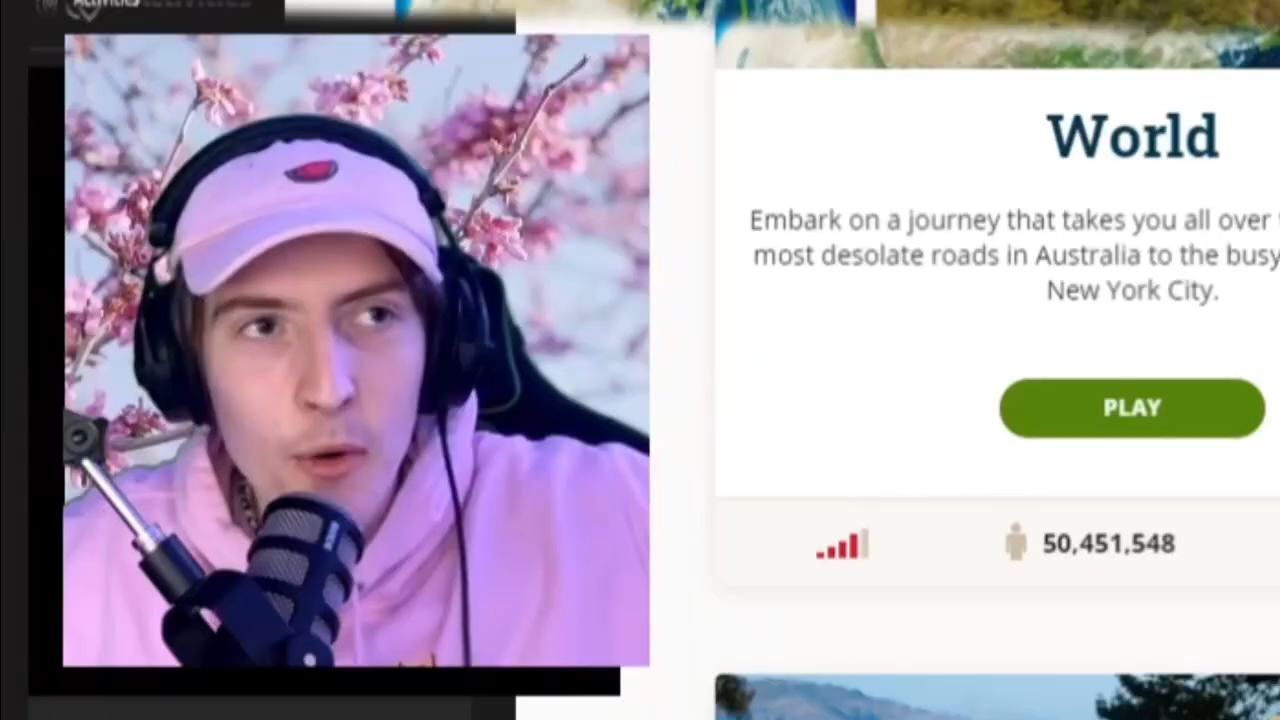 Activities
World
Embark on a journey that takes you all over
most desolate roads in Australia to the busy
New York City.
PLAY
50,451,548